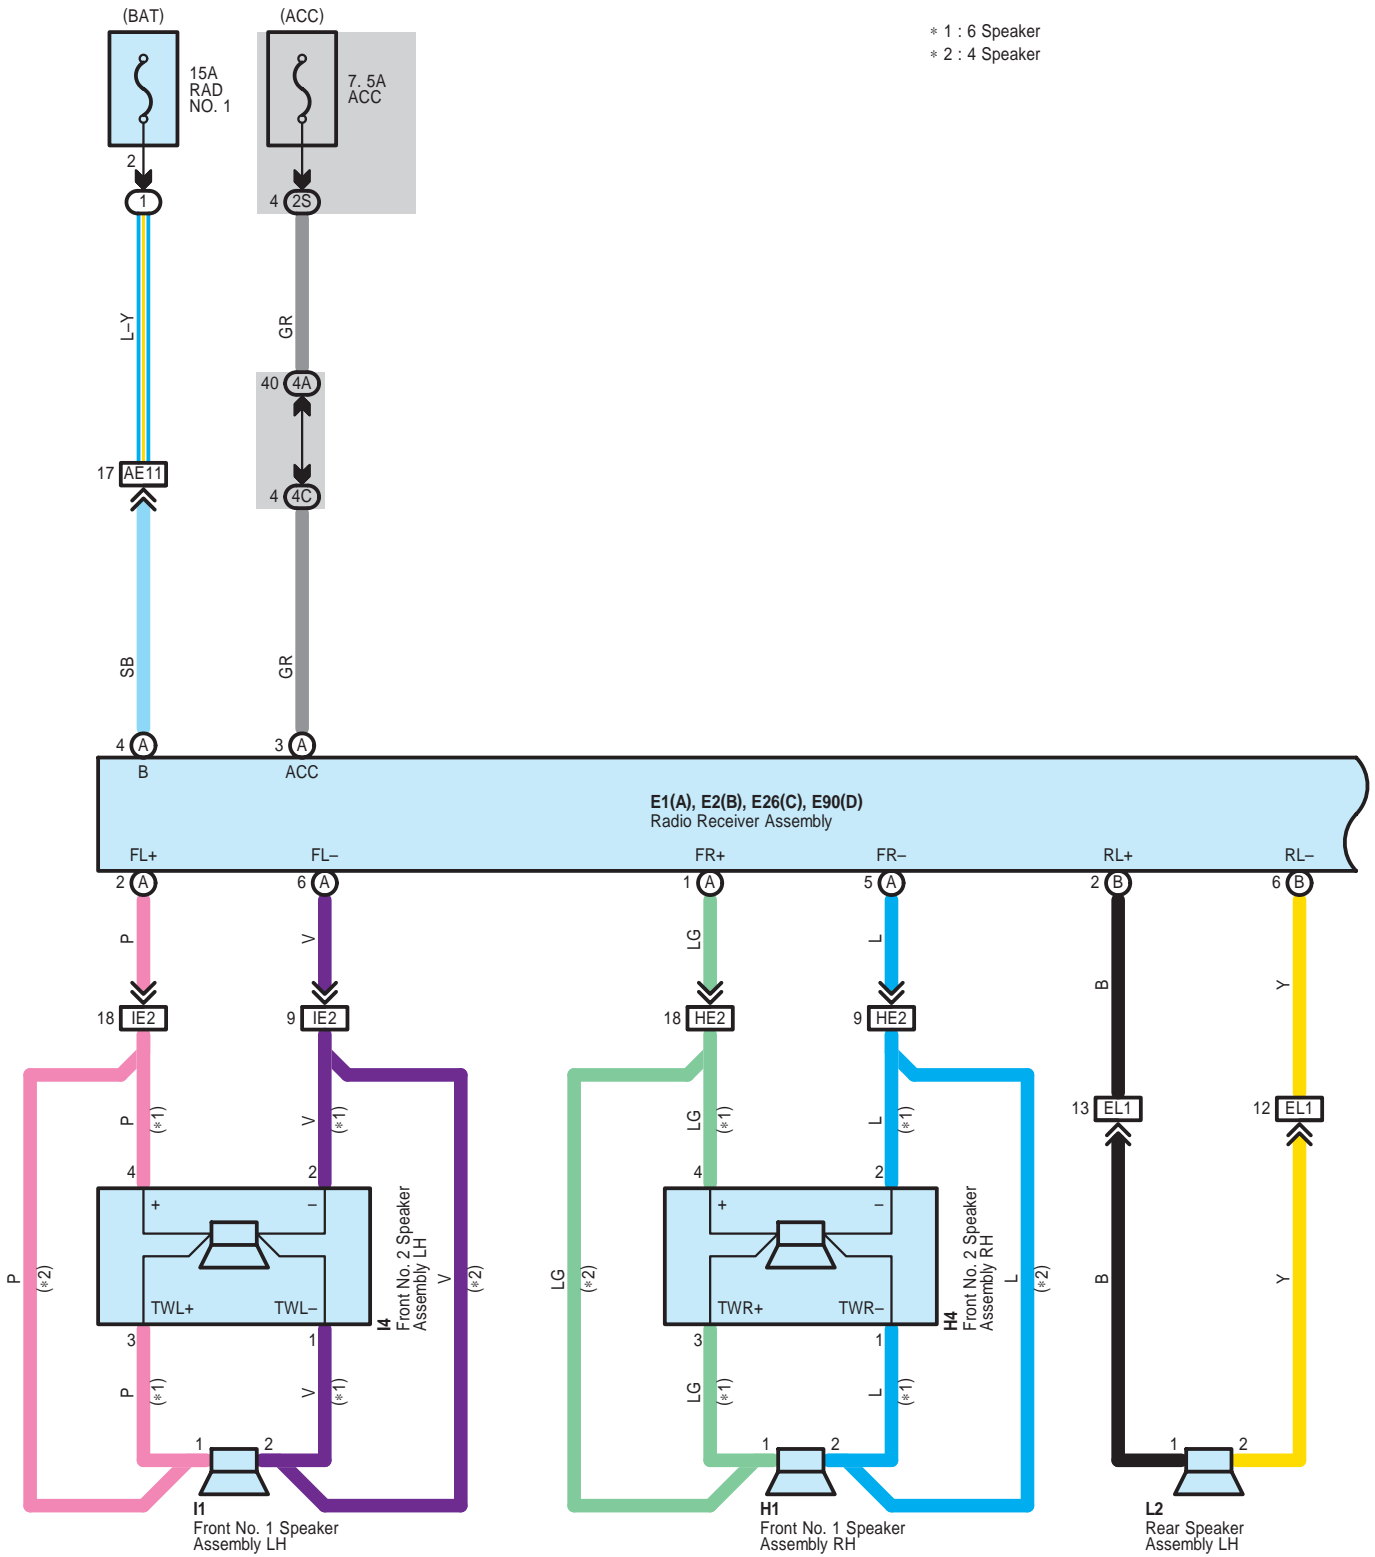 (BAT)
(ACC)
* 1 : 6 Speaker
* 2 : 4 Speaker
15A
RAD
NO. 1
7. 5A
ACC
2
1
4 2S
L–Y
GR
40 4A
17 AE11
4 4C
SB
GR
4 A
3 A
B
ACC
E1(A), E2(B), E26(C), E90(D)
Radio Receiver Assembly
FL+
FL–
FR+
FR–
RL+
RL–
2 A
6 A
1 A
5 A
2 B
6 B
P
V
LG
L
B
Y
18 IE2
9 IE2
18 HE2
9 HE2
13 EL1
12 EL1
P
(*1)
V
(*1)
LG
(*1)
L
(*1)
4
2
4
2
+
–
+
–
P
(*2)
TWL+
TWL–
I4
Front No. 2 Speaker
Assembly LH
V
(*2)
LG
(*2)
TWR+
TWR–
H4
Front No. 2 Speaker
Assembly RH
L
(*2)
B
Y
3
1
3
1
P
(*1)
V
(*1)
LG
(*1)
L
(*1)
1
2
1
2
1
2
I1
Front No. 1 Speaker
Assembly LH
H1
Front No. 1 Speaker
Assembly RH
L2
Rear Speaker
Assembly LH